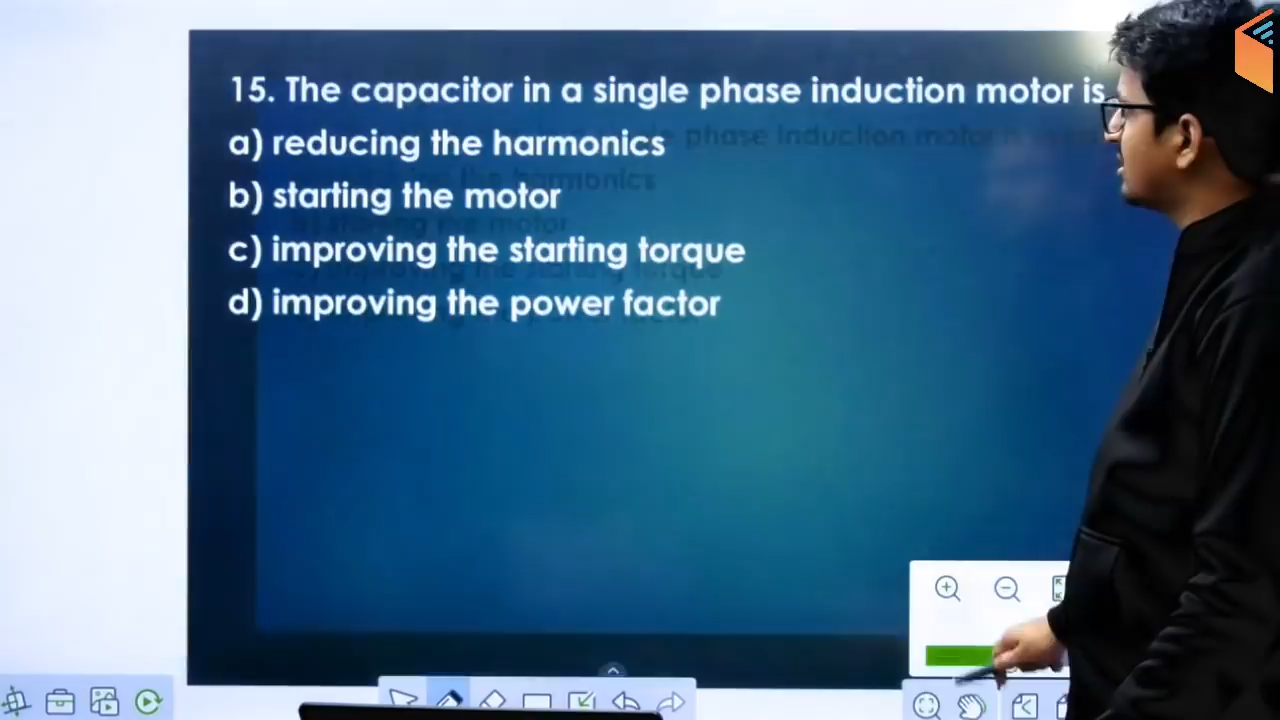 15. The capacitor in a single phase induction motor is
a) reducing the harmonics
b) starting the motor
c) improving the starting torque
d) improving the power factor